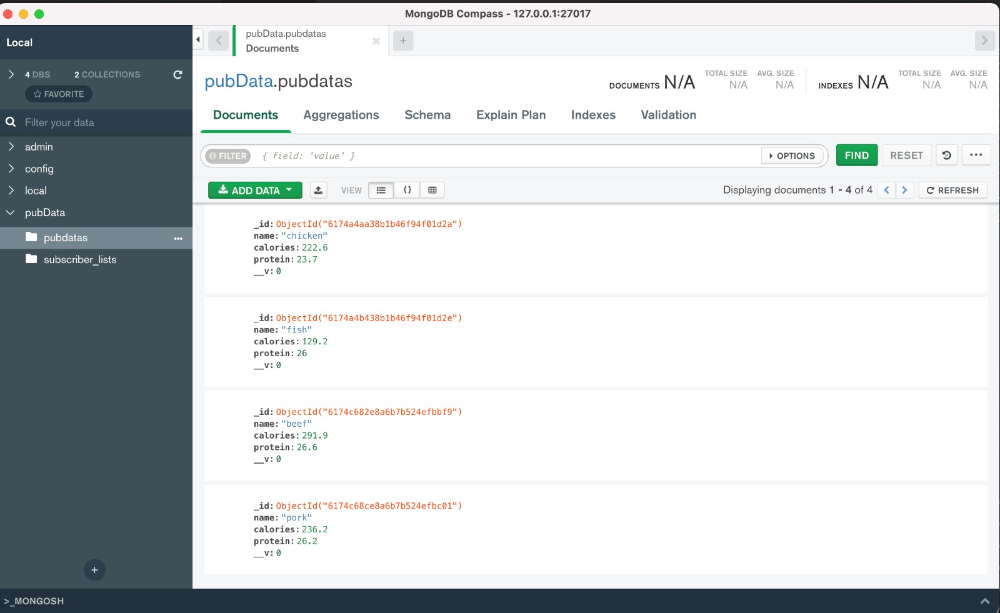 MongoDB Compass - 127.0.0.1:27017
Local
4 DBS 2 COLLECTIONS
FAVORITE
Filter your data
admin
config
local
pubData
pubdatas
subscriber_lists
pubData.pubdatas
Documents
pubData.pubdatas
DOCUMENTS N/A
TOTAL SIZE N/A
AVG. SIZE N/A
INDEXES N/A
TOTAL SIZE N/A
AVG. SIZE N/A
Documents Aggregations Schema Explain Plan Indexes Validation
FILTER { field: 'value' } OPTIONS FIND RESET
ADD DATA VIEW {} Displaying documents 1 - 4 of 4 REFRESH
_id: ObjectId("6174a4aa38b1b46f94f01d2a")
name: "chicken"
calories: 222.6
protein: 23.7
__v: 0
_id: ObjectId("6174a4b438b1b46f94f01d2e")
name: "fish"
calories: 129.2
protein: 26
__v: 0
_id: ObjectId("6174c682e8a6b7b524efbbf9")
name: "beef"
calories: 291.9
protein: 26.6
__v: 0
_id: ObjectId("6174c68ce8a6b7b524efbc01")
name: "pork"
calories: 236.2
protein: 26.2
__v: 0
>_MONGOSH